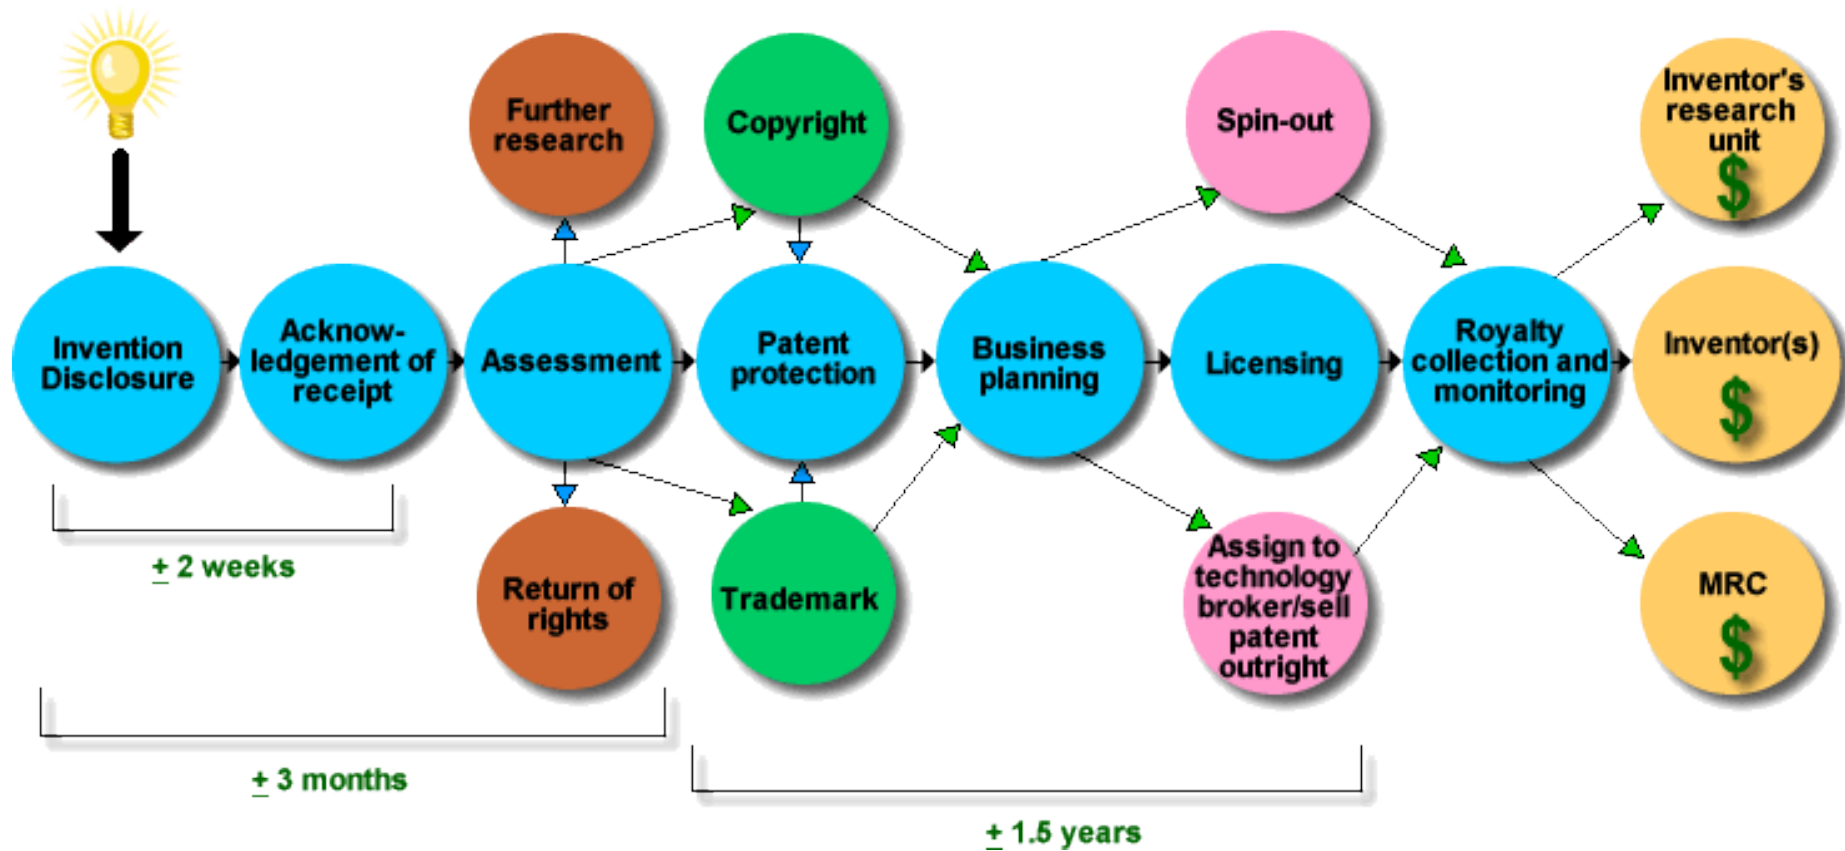 Further
research
Copyright
Spin-out
Inventor's
research
unit
$
Invention
Disclosure
Acknow-
ledgement of
receipt
Assessment
Patent
protection
Business
planning
Licensing
Royalty
collection and
monitoring
Inventor(s)
$
Return of
rights
Trademark
Assign to
technology
broker/sell
patent
outright
MRC
$
± 2 weeks
± 3 months
± 1.5 years